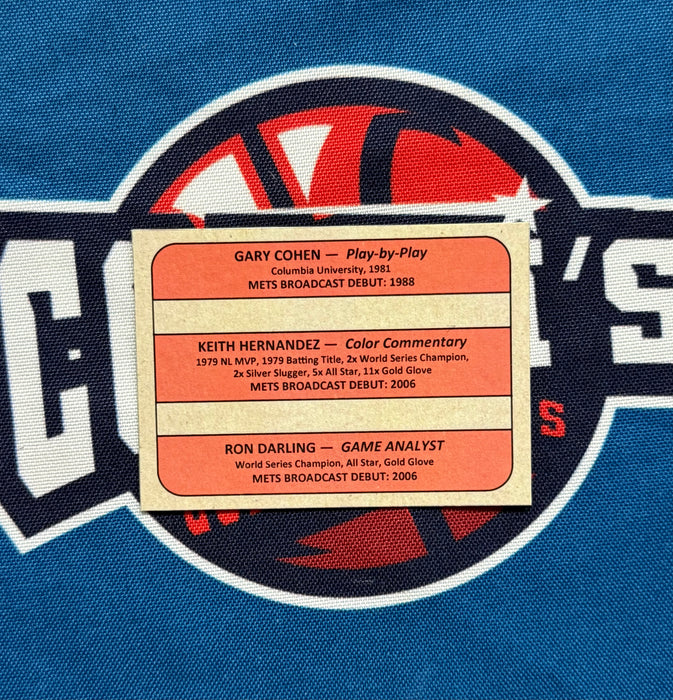 GARY COHEN — Play-by-Play
Columbia University, 1981
METS BROADCAST DEBUT: 1988
KEITH HERNANDEZ — Color Commentary
1979 NL MVP, 1979 Batting Title, 2x World Series Champion,
2x Silver Slugger, 5x All Star, 11x Gold Glove
METS BROADCAST DEBUT: 2006
RON DARLING — GAME ANALYST
World Series Champion, All Star, Gold Glove
METS BROADCAST DEBUT: 2006